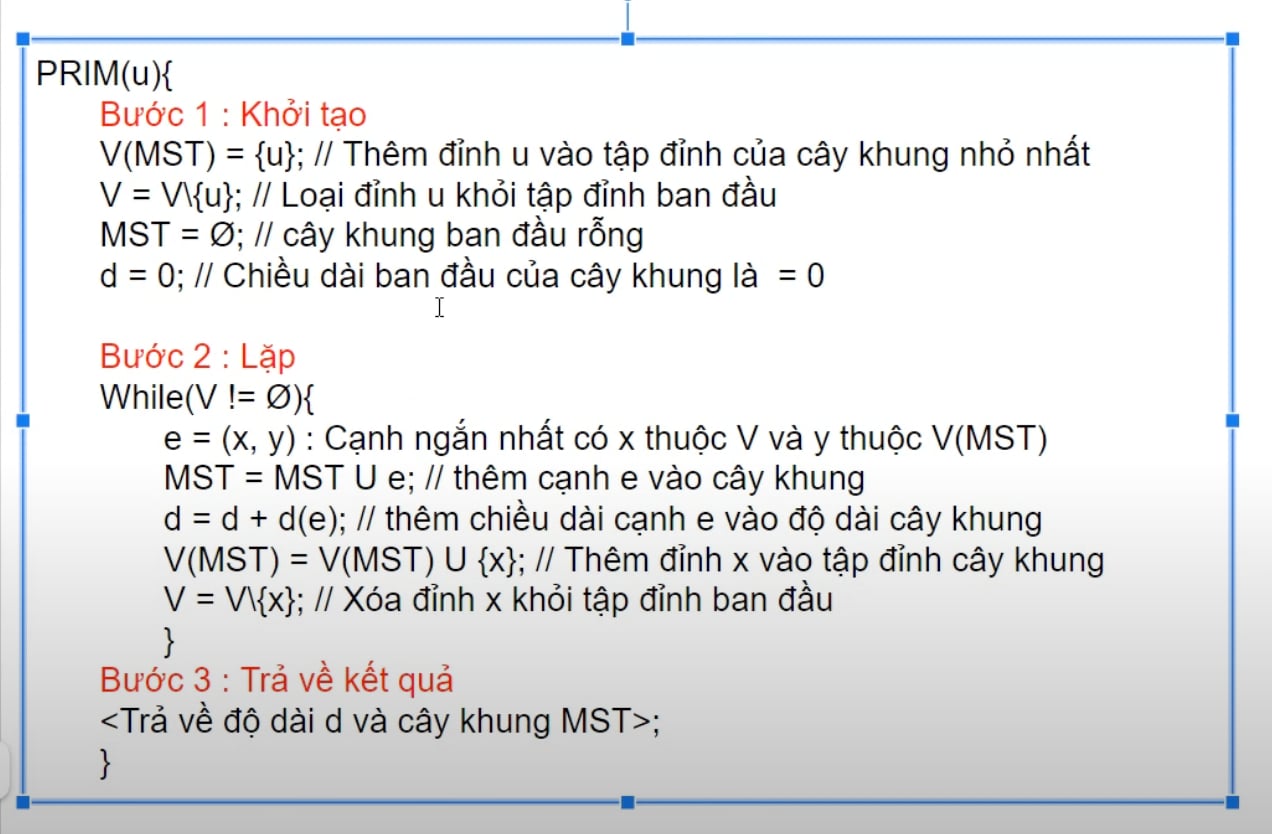 PRIM(u){
Bước 1 : Khởi tạo
V(MST) = {u}; // Thêm đỉnh u vào tập đỉnh của cây khung nhỏ nhất
V = V\{u}; // Loại đỉnh u khỏi tập đỉnh ban đầu
MST = Ø; // cây khung ban đầu rỗng
d = 0; // Chiều dài ban đầu của cây khung là = 0
Bước 2 : Lặp
While(V != Ø){
e = (x, y) : Cạnh ngắn nhất có x thuộc V và y thuộc V(MST)
MST = MST U e; // thêm cạnh e vào cây khung
d = d + d(e); // thêm chiều dài cạnh e vào độ dài cây khung
V(MST) = V(MST) U {x}; // Thêm đỉnh x vào tập đỉnh cây khung
V = V\{x}; // Xóa đỉnh x khỏi tập đỉnh ban đầu
}
Bước 3 : Trả về kết quả
<Trả về độ dài d và cây khung MST>;
}